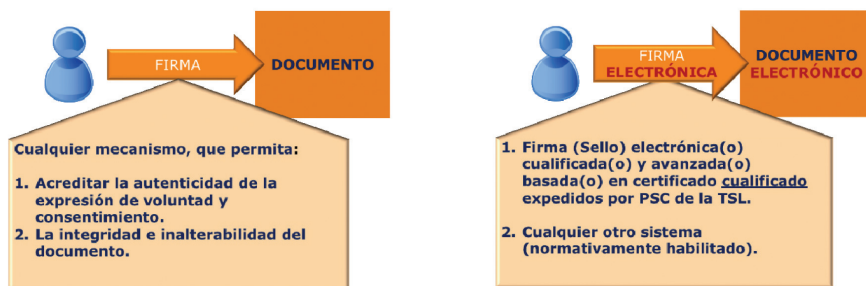 FIRMA
DOCUMENTO
Cualquier mecanismo, que permita:
1. Acreditar la autenticidad de la
expresión de voluntad y
consentimiento.
2. La integridad e inalterabilidad del
documento.
FIRMA
ELECTRÓNICA
DOCUMENTO
ELECTRÓNICO
1. Firma (Sello) electrónica(o)
cualificada(o) y avanzada(o)
basada(o) en certificado cualificado
expedidos por PSC de la TSL.
2. Cualquier otro sistema
(normativamente habilitado).